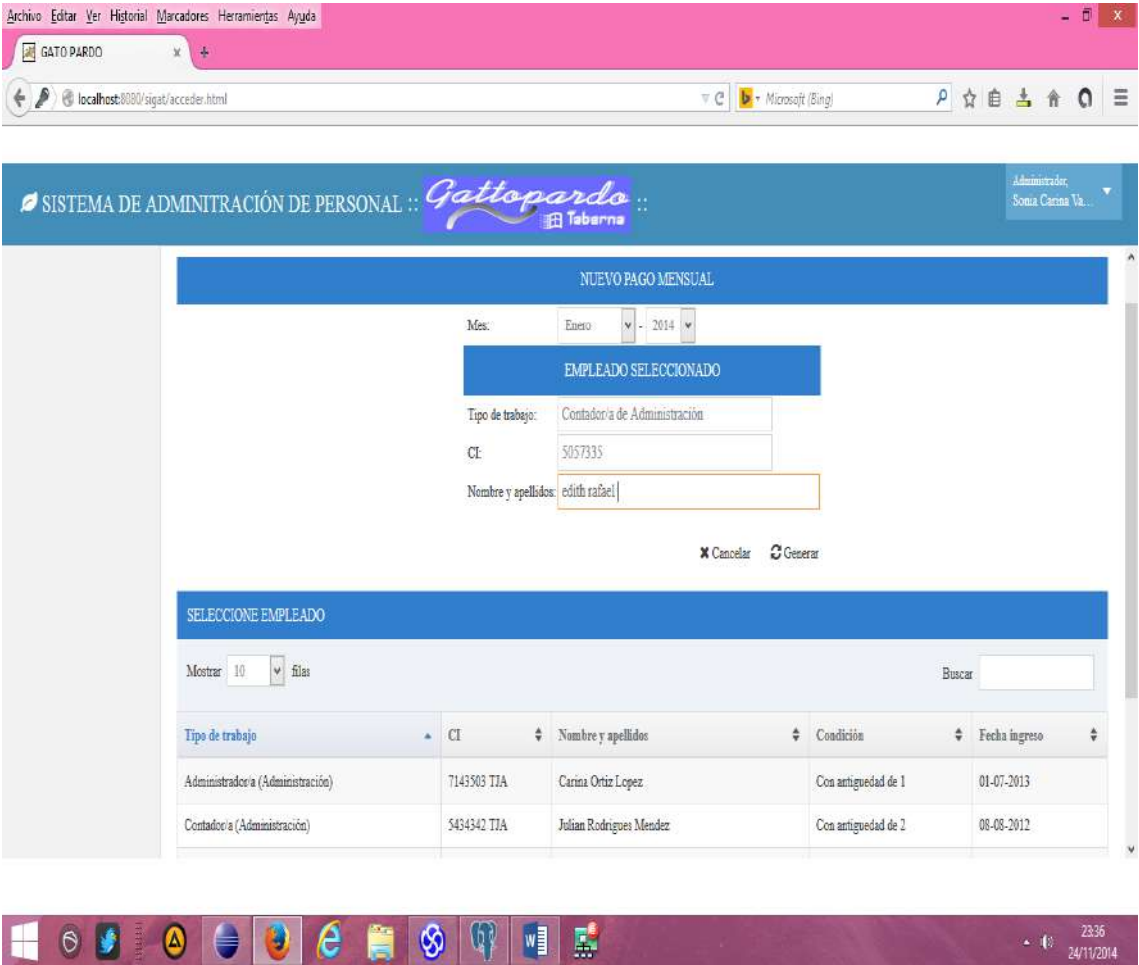 Archivo Editar Ver Historial Marcadores Herramientas Ayuda
GATO PARDO
localhost:8080/sigat/acceder.html
Microsoft (Bing)
SISTEMA DE ADMINITRACIÓN DE PERSONAL :: Gattopardo Taberna ::
Administrador,
Sonia Carina Va...
NUEVO PAGO MENSUAL
Mes: Enero - 2014
EMPLEADO SELECCIONADO
Tipo de trabajo: Contador/a de Administración
CI: 5057335
Nombre y apellidos: edith rafael
Cancelar Generar
SELECCIONE EMPLEADO
Mostrar 10 filas Buscar
Tipo de trabajo CI Nombre y apellidos Condición Fecha ingreso
Administrador/a (Administración) 7143503 TJA Carina Ortiz Lopez Con antiguedad de 1 01-07-2013
Contador/a (Administración) 5434342 TJA Julian Rodrigues Mendez Con antiguedad de 2 08-08-2012
23:36
24/11/2014